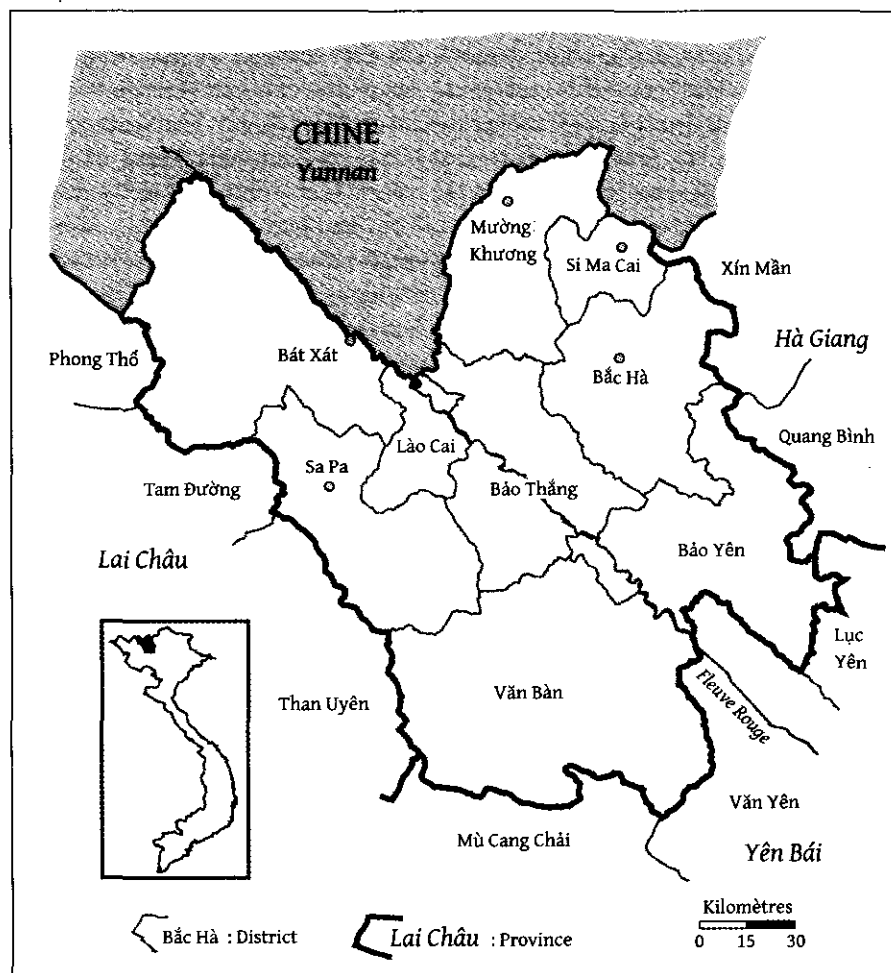 CHINE
Yunnan
Mường
Khương
Si Ma Cai
Xín Mần
Phong Thổ
Bát Xát
Bắc Hà
Hà Giang
Lào Cai
Quang Bình
Sa Pa
Tam Đường
Bảo Thắng
Bảo Yên
Lai Châu
Lục
Yên
Than Uyên
Văn Bàn
Fleuve Rouge
Văn Yên
Mù Cang Chải
Yên Bái
Bắc Hà : District
Lai Châu : Province
Kilomètres
0 15 30